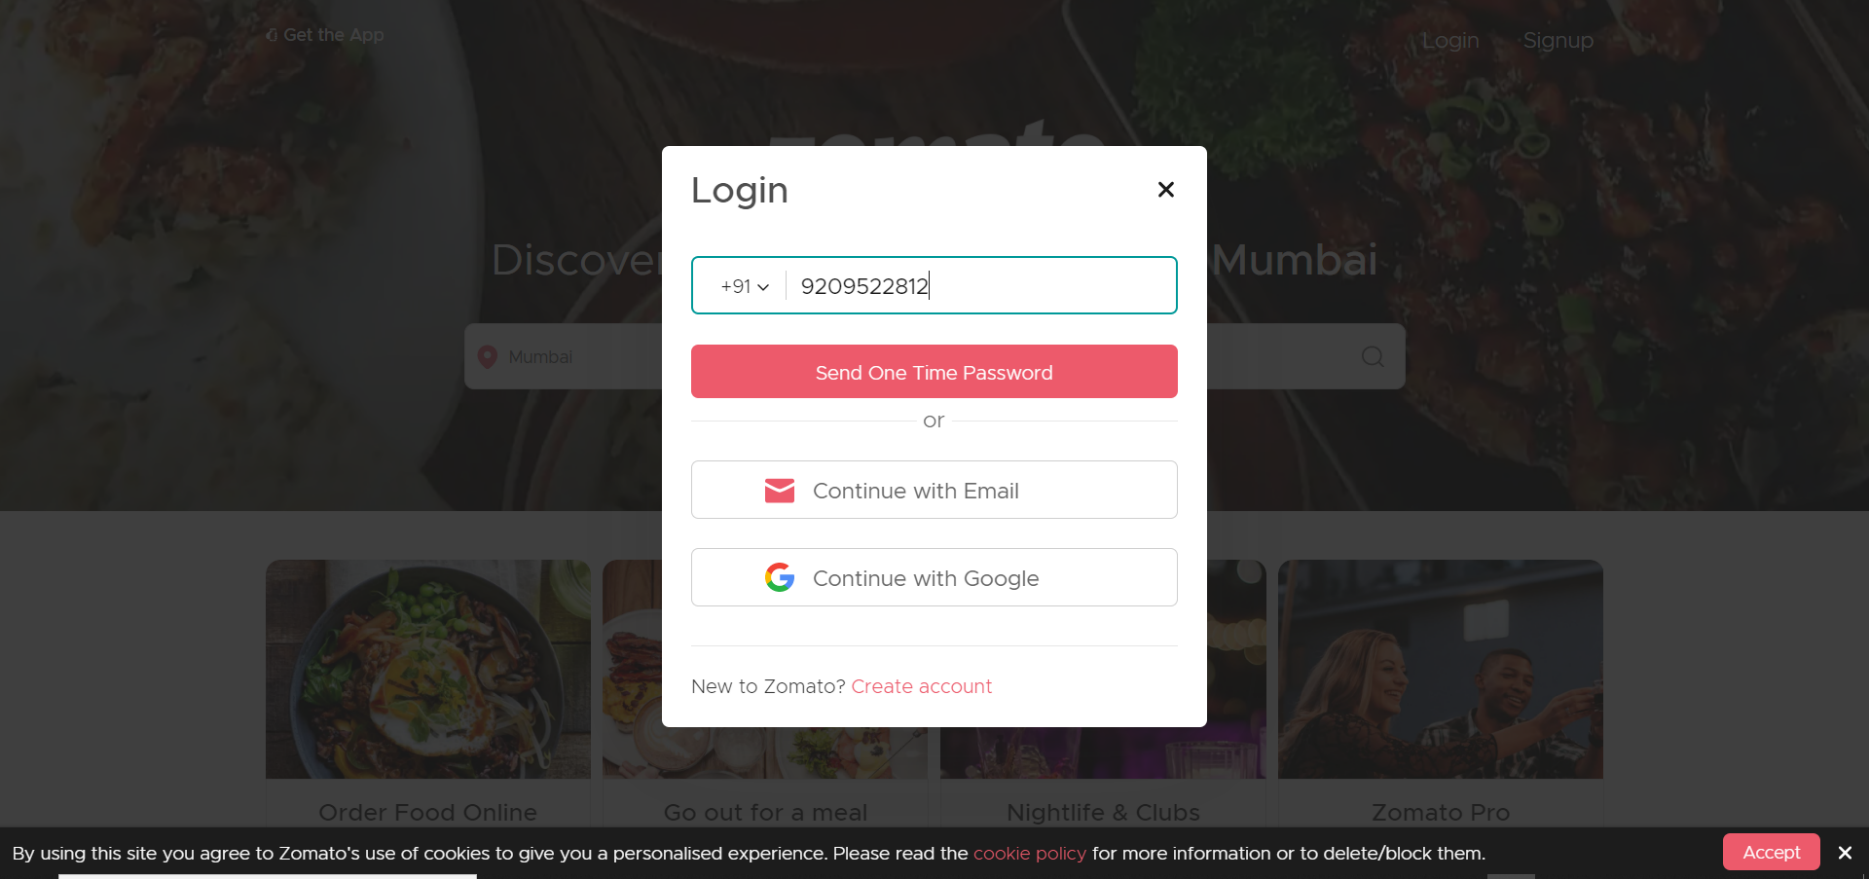 Get the App
Login
Signup
zomato
Login
Discover
Mumbai
+91
9209522812
Mumbai
Send One Time Password
or
Continue with Email
Continue with Google
New to Zomato? Create account
Order Food Online
Go out for a meal
Nightlife & Clubs
Zomato Pro
By using this site you agree to Zomato's use of cookies to give you a personalised experience. Please read the cookie policy for more information or to delete/block them.
Accept